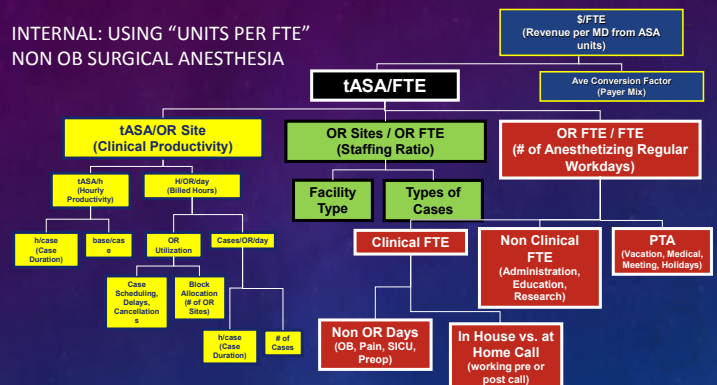 INTERNAL: USING “UNITS PER FTE”
NON OB SURGICAL ANESTHESIA
$/FTE
(Revenue per MD from ASA
units)
tASA/FTE
Ave Conversion Factor
(Payer Mix)
tASA/OR Site
(Clinical Productivity)
OR Sites / OR FTE
(Staffing Ratio)
OR FTE / FTE
(# of Anesthetizing Regular
Workdays)
tASA/h
(Hourly
Productivity)
H/OR/day
(Billed Hours)
Facility
Type
Types of
Cases
h/case
(Case
Duration)
base/cas
e
OR
Utilization
Cases/OR/day
Clinical FTE
Non Clinical
FTE
(Administration,
Education,
Research)
PTA
(Vacation, Medical,
Meeting, Holidays)
Case
Scheduling,
Delays,
Cancellation
s
Block
Allocation
(# of OR
Sites)
h/case
(Case
Duration)
# of
Cases
Non OR Days
(OB, Pain, SICU,
Preop)
In House vs. at
Home Call
(working pre or
post call)